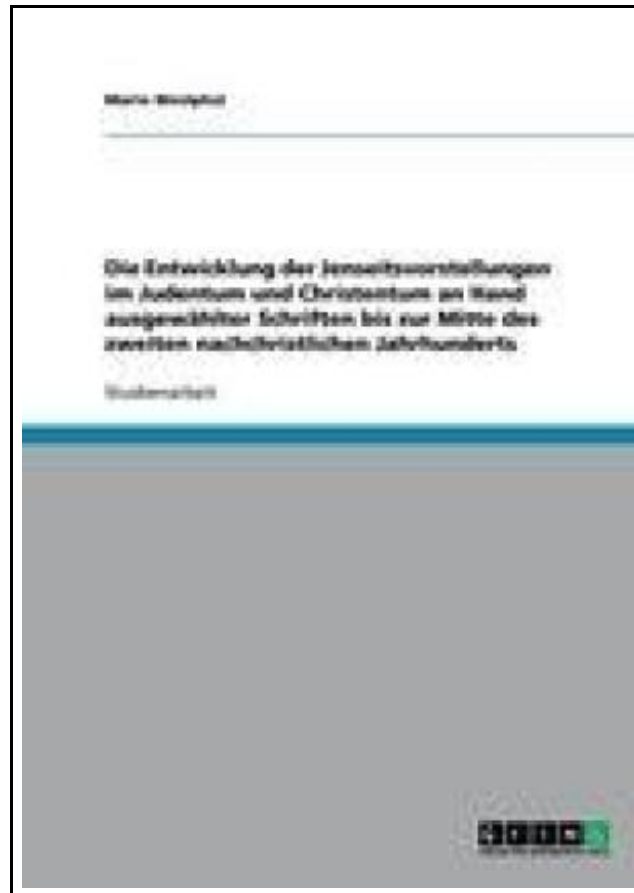 Die Entwicklung der Jenseitsvorstellungen
im Judentum und Christentum an Hand
ausgewählter Schriften bis zur Mitte des
zweiten nachchristlichen Jahrhunderts
Studienarbeit
GRIN